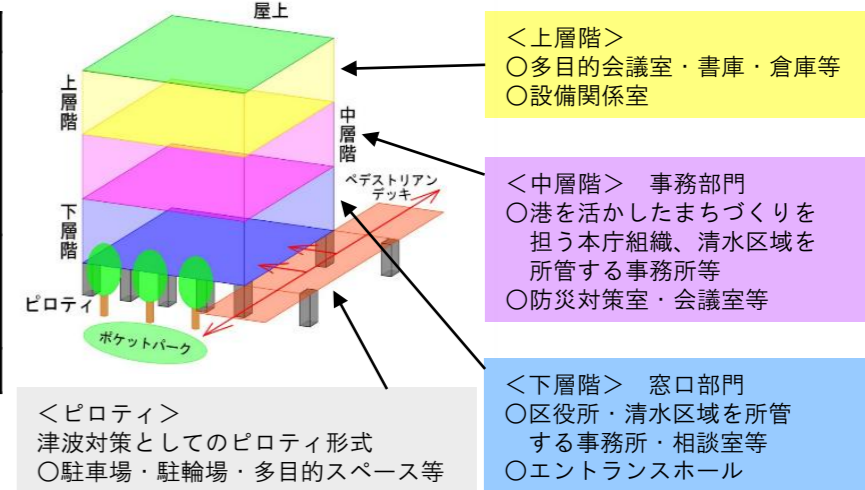 屋上
上層階
中層階
下層階
ペデストリアン
デッキ
ピロティ
ポケットパーク
＜上層階＞
〇多目的会議室・書庫・倉庫等
〇設備関係室
＜中層階＞　事務部門
〇港を活かしたまちづくりを
担う本庁組織、清水区域を
所管する事務所等
〇防災対策室・会議室等
＜下層階＞　窓口部門
〇区役所・清水区域を所管
する事務所・相談室等
〇エントランスホール
＜ピロティ＞
津波対策としてのピロティ形式
〇駐車場・駐輪場・多目的スペース等